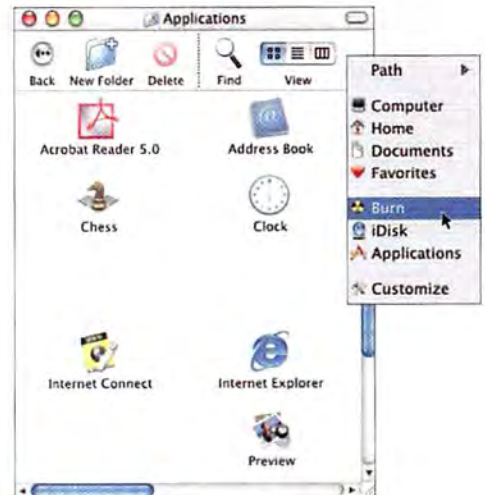 Applications
Back New Folder Delete Find View
Acrobat Reader 5.0 Address Book
Chess Clock
Internet Connect Internet Explorer
Preview
Path
Computer
Home
Documents
Favorites
Burn
iDisk
Applications
Customize